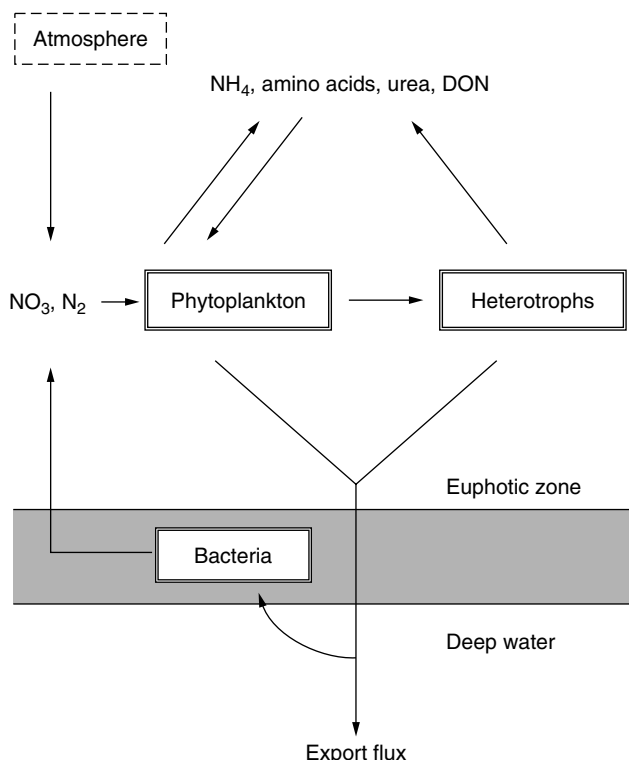 Atmosphere
NH₄, amino acids, urea, DON
NO₃, N₂
Phytoplankton
Heterotrophs
Euphotic zone
Bacteria
Deep water
Export flux